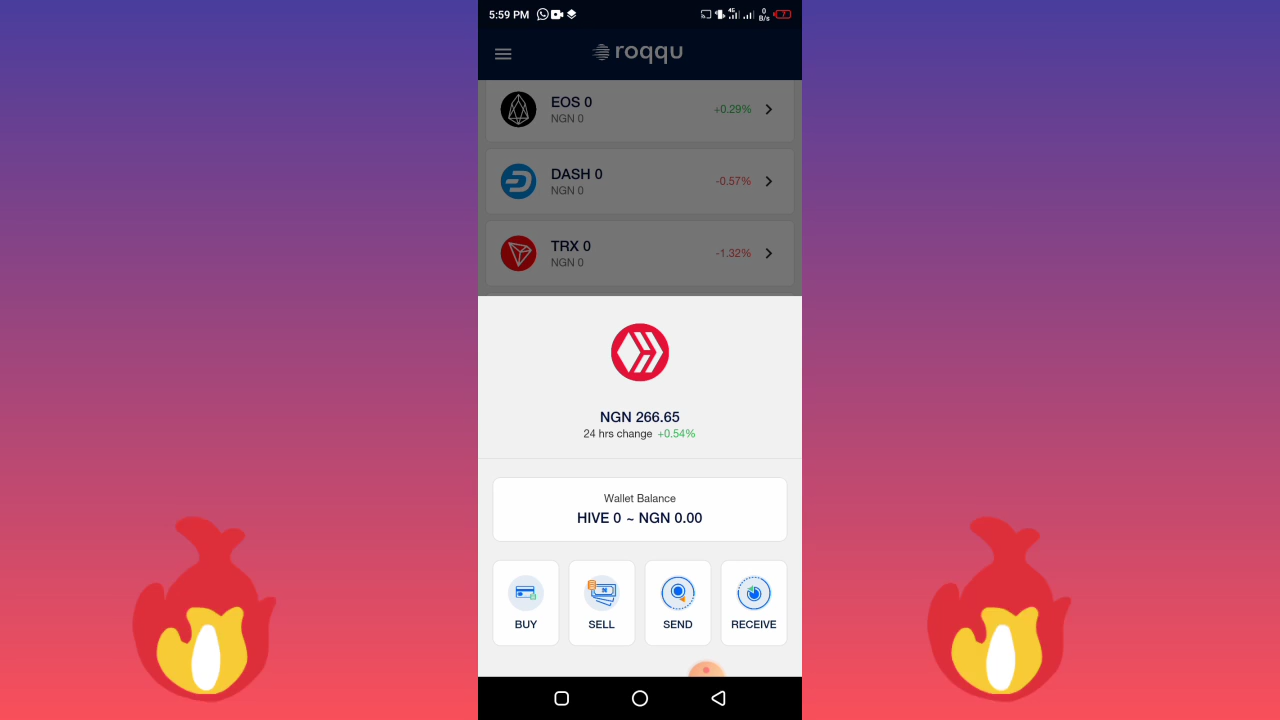 5:59 PM
4G
0
B/s
7
roqqu
EOS 0
NGN 0
+0.29%
DASH 0
NGN 0
-0.57%
TRX 0
NGN 0
-1.32%
NGN 266.65
24 hrs change +0.54%
Wallet Balance
HIVE 0 ~ NGN 0.00
BUY
SELL
SEND
RECEIVE